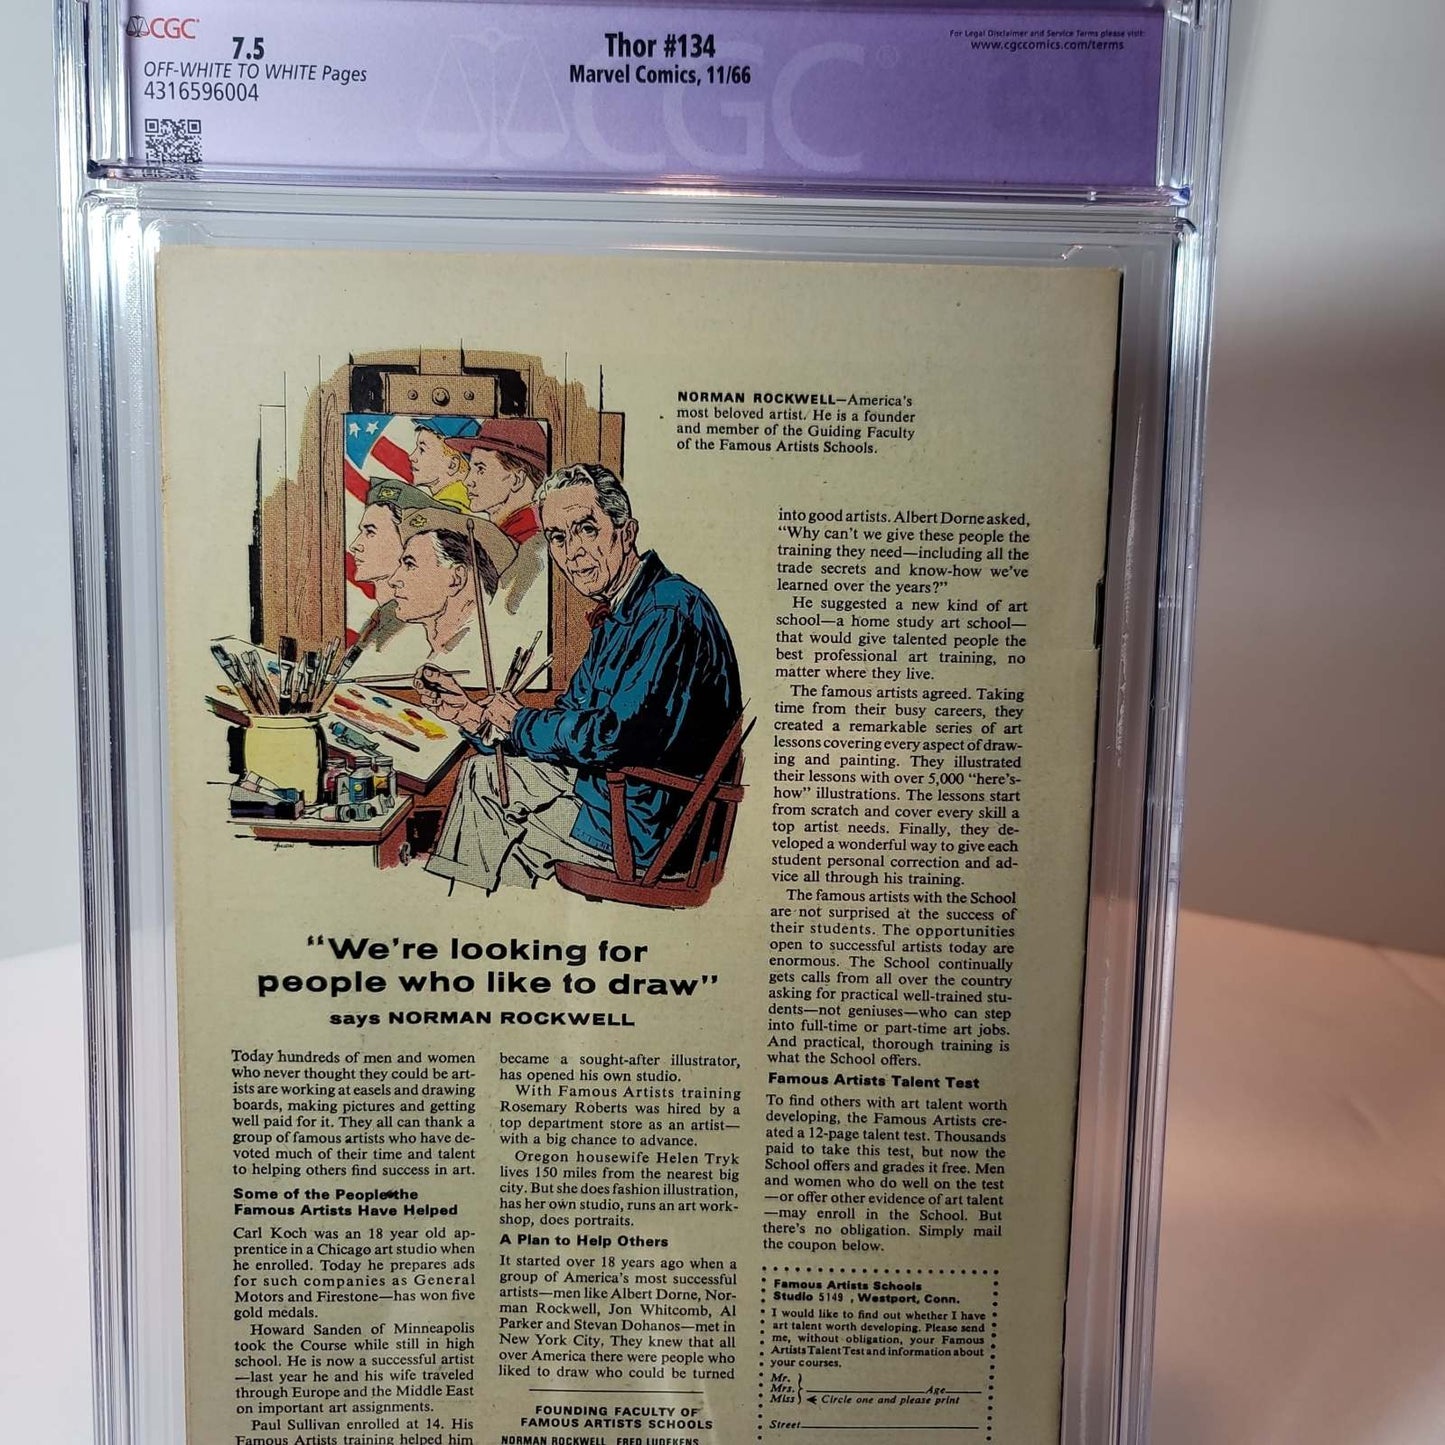 CGC
7.5
OFF-WHITE TO WHITE Pages
4316596004
Thor #134
Marvel Comics, 11/66
For Legal Disclaimer and Service Terms please visit:
www.cgccomics.com/terms
CGC
NORMAN ROCKWELL—America's
most beloved artist. He is a founder
and member of the Guiding Faculty
of the Famous Artists Schools.
"We're looking for
people who like to draw"
says NORMAN ROCKWELL
Today hundreds of men and women
who never thought they could be art-
ists are working at easels and drawing
boards, making pictures and getting
well paid for it. They all can thank a
group of famous artists who have de-
voted much of their time and talent
to helping others find success in art.
Some of the People the
Famous Artists Have Helped
Carl Koch was an 18 year old ap-
prentice in a Chicago art studio when
he enrolled. Today he prepares ads
for such companies as General
Motors and Firestone—has won five
gold medals.
Howard Sanden of Minneapolis
took the Course while still in high
school. He is now a successful artist
—last year he and his wife traveled
through Europe and the Middle East
on important art assignments.
Paul Sullivan enrolled at 14. His
Famous Artists training helped him
became a sought-after illustrator,
has opened his own studio.
With Famous Artists training
Rosemary Roberts was hired by a
top department store as an artist—
with a big chance to advance.
Oregon housewife Helen Tryk
lives 150 miles from the nearest big
city. But she does fashion illustration,
has her own studio, runs an art work-
shop, does portraits.
A Plan to Help Others
It started over 18 years ago when a
group of America's most successful
artists—men like Albert Dorne, Nor-
man Rockwell, Jon Whitcomb, Al
Parker and Stevan Dohanos—met in
New York City, They knew that all
over America there were people who
liked to draw who could be turned
FOUNDING FACULTY OF
FAMOUS ARTISTS SCHOOLS
NORMAN ROCKWELL FRED LUDEKENS
into good artists. Albert Dorne asked,
"Why can't we give these people the
training they need—including all the
trade secrets and know-how we've
learned over the years?"
He suggested a new kind of art
school—a home study art school—
that would give talented people the
best professional art training, no
matter where they live.
The famous artists agreed. Taking
time from their busy careers, they
created a remarkable series of art
lessons covering every aspect of draw-
ing and painting. They illustrated
their lessons with over 5,000 "here's-
how" illustrations. The lessons start
from scratch and cover every skill a
top artist needs. Finally, they de-
veloped a wonderful way to give each
student personal correction and ad-
vice all through his training.
The famous artists with the School
are not surprised at the success of
their students. The opportunities
open to successful artists today are
enormous. The School continually
gets calls from all over the country
asking for practical well-trained stu-
dents—not geniuses—who can step
into full-time or part-time art jobs.
And practical, thorough training is
what the School offers.
Famous Artists Talent Test
To find others with art talent worth
developing, the Famous Artists cre-
ated a 12-page talent test. Thousands
paid to take this test, but now the
School offers and grades it free. Men
and women who do well on the test
—or offer other evidence of art talent
—may enroll in the School. But
there's no obligation. Simply mail
the coupon below.
Famous Artists Schools
Studio 5149 , Westport, Conn.
I would like to find out whether I have
art talent worth developing. Please send
me, without obligation, your Famous
Artists Talent Test and information about
your courses.
Mr.
Mrs. Age
Miss Circle one and please print
Street